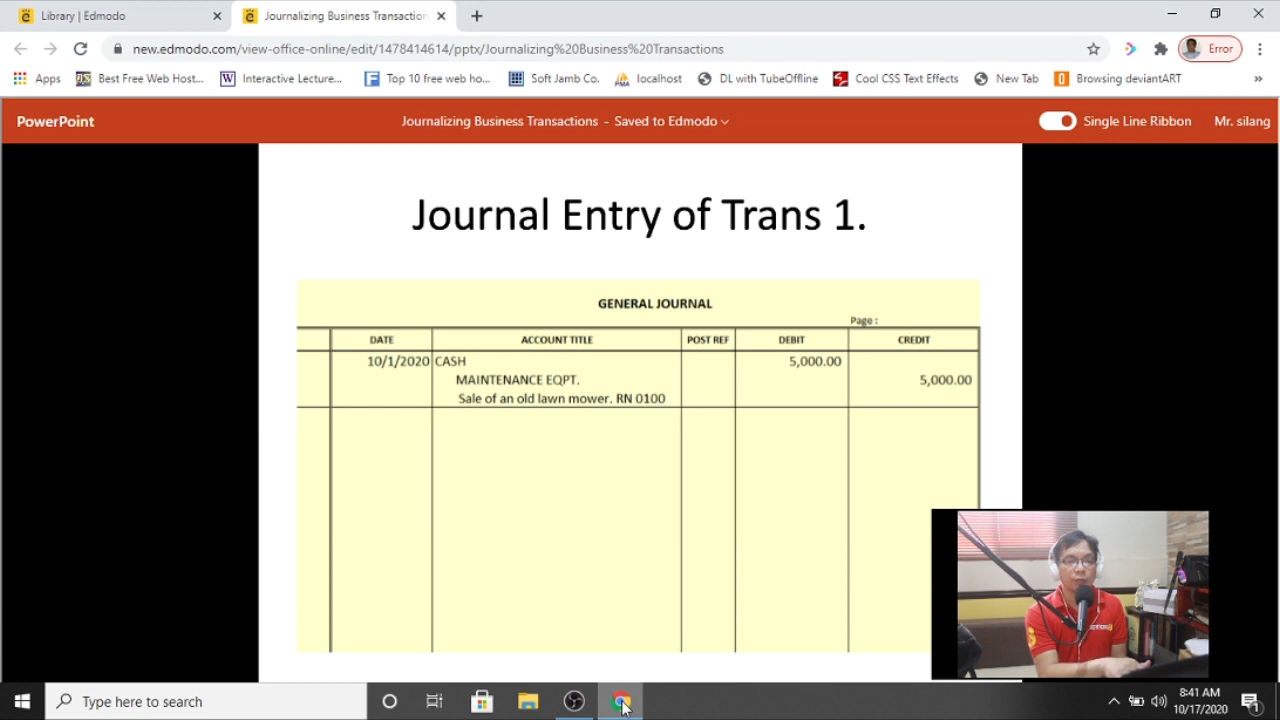 Library | Edmodo
Journalizing Business Transaction
new.edmodo.com/view-office-online/edit/1478414614/pptx/Journalizing%20Business%20Transactions
Error
Apps
Best Free Web Host...
Interactive Lecture...
Top 10 free web ho...
Soft Jamb Co.
localhost
DL with TubeOffline
Cool CSS Text Effects
New Tab
Browsing deviantART
PowerPoint
Journalizing Business Transactions - Saved to Edmodo
Single Line Ribbon
Mr. silang
Journal Entry of Trans 1.
GENERAL JOURNAL
Page :
DATE ACCOUNT TITLE POST REF DEBIT CREDIT
10/1/2020 CASH 5,000.00
MAINTENANCE EQPT. 5,000.00
Sale of an old lawn mower. RN 0100
Type here to search
8:41 AM
10/17/2020
1